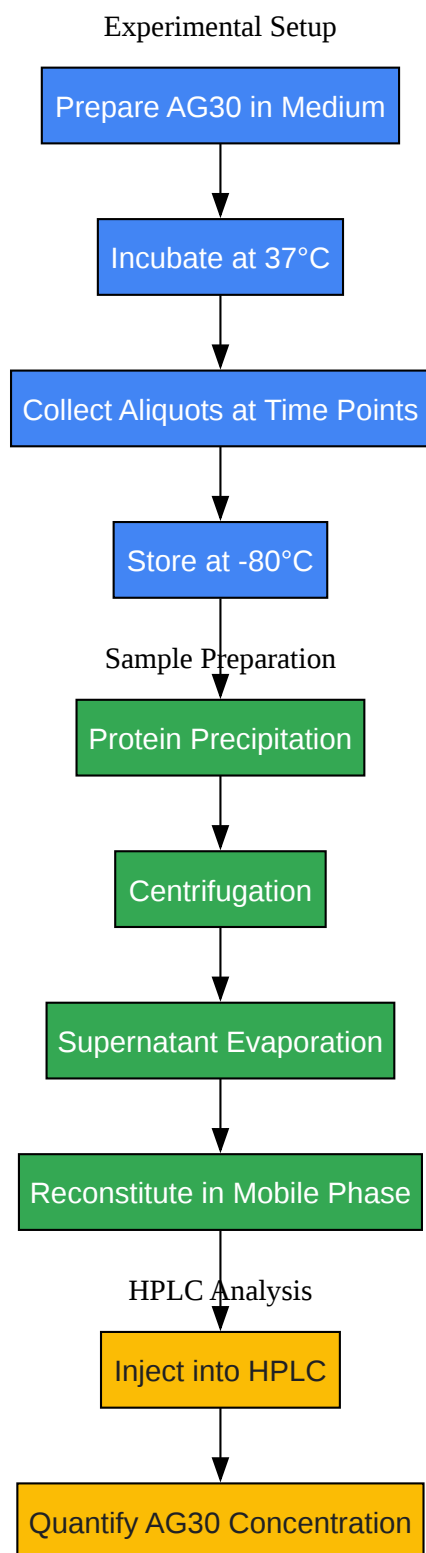 Experimental Setup
Prepare AG30 in Medium
Incubate at 37°C
Collect Aliquots at Time Points
Store at -80°C
Sample Preparation
Protein Precipitation
Centrifugation
Supernatant Evaporation
Reconstitute in Mobile Phase
HPLC Analysis
Inject into HPLC
Quantify AG30 Concentration